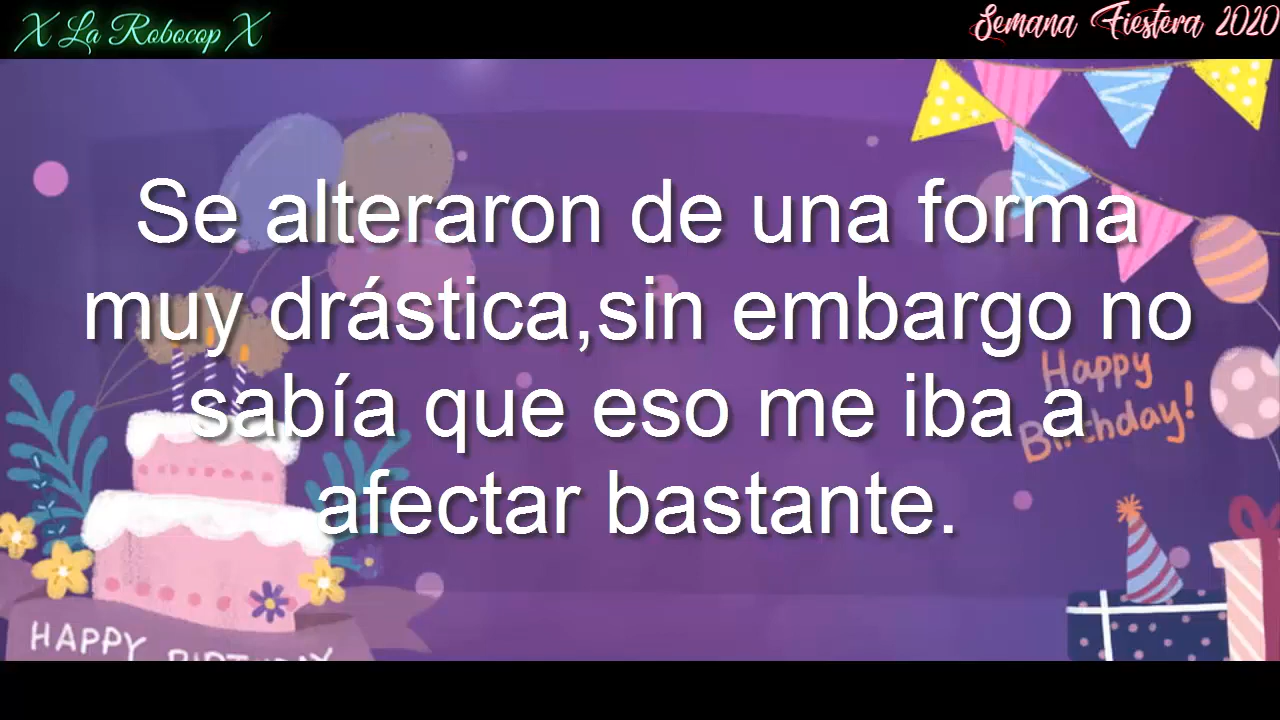 X La Robocop X
Semana Fiestera 2020
Se alteraron de una forma
muy drástica,sin embargo no
sabía que eso me iba a
afectar bastante.
Happy
Birthday!
HAPPY BIRTHDAY